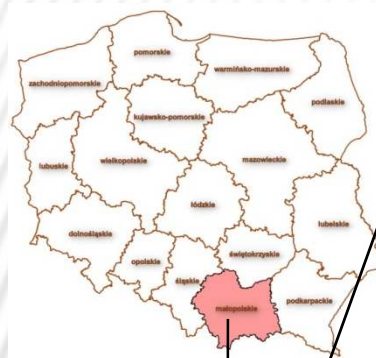 pomorskie
warmińsko-mazurskie
zachodniopomorskie
podlaskie
kujawsko-pomorskie
lubuskie
wielkopolskie
mazowieckie
łódzkie
lubelskie
dolnośląskie
opolskie
świętokrzyskie
śląskie
podkarpackie
małopolskie